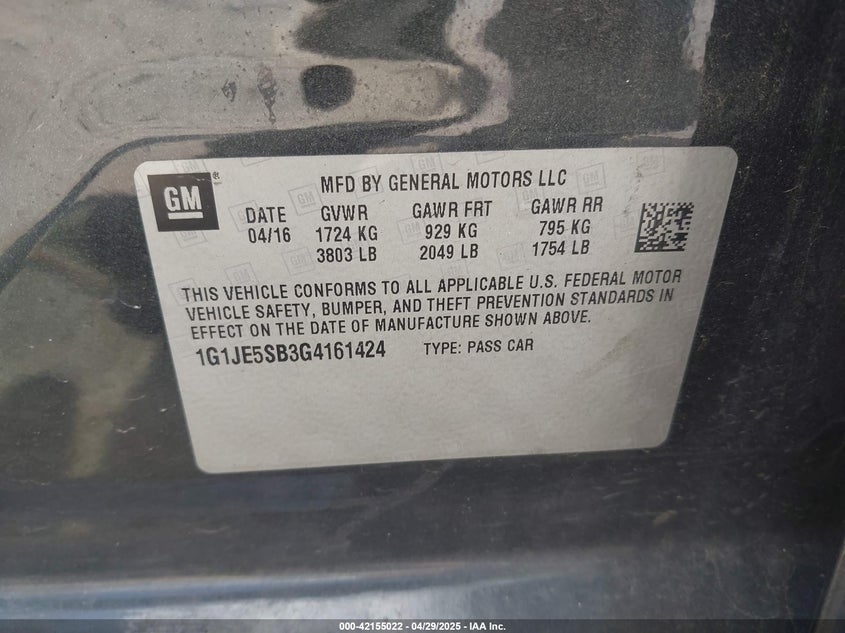 GM
MFD BY GENERAL MOTORS LLC
DATE GVWR GAWR FRT GAWR RR
04/16 1724 KG 929 KG 795 KG
3803 LB 2049 LB 1754 LB
THIS VEHICLE CONFORMS TO ALL APPLICABLE U.S. FEDERAL MOTOR
VEHICLE SAFETY, BUMPER, AND THEFT PREVENTION STANDARDS IN
EFFECT ON THE DATE OF MANUFACTURE SHOWN ABOVE.
1G1JE5SB3G4161424 TYPE: PASS CAR
000-42155022 - 04/29/2025 - IAA Inc.